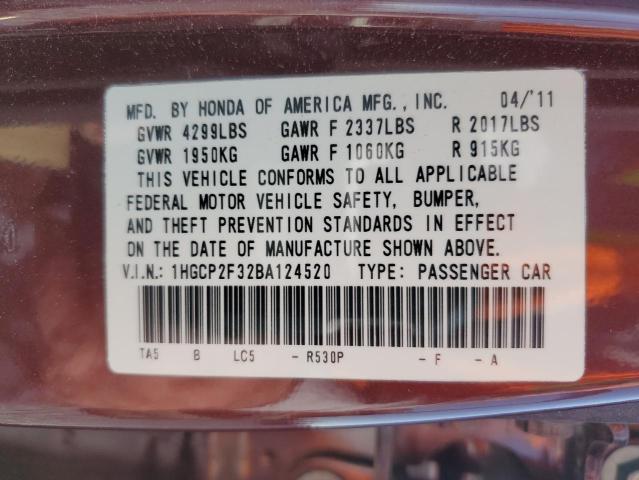 MFD. BY HONDA OF AMERICA MFG., INC. 04/'11
GVWR 4299LBS GAWR F 2337LBS R 2017LBS
GVWR 1950KG GAWR F 1060KG R 915KG
THIS VEHICLE CONFORMS TO ALL APPLICABLE
FEDERAL MOTOR VEHICLE SAFETY, BUMPER,
AND THEFT PREVENTION STANDARDS IN EFFECT
ON THE DATE OF MANUFACTURE SHOWN ABOVE.
V.I.N.: 1HGCP2F32BA124520 TYPE: PASSENGER CAR
TA5 B LC5 - R530P - F - A